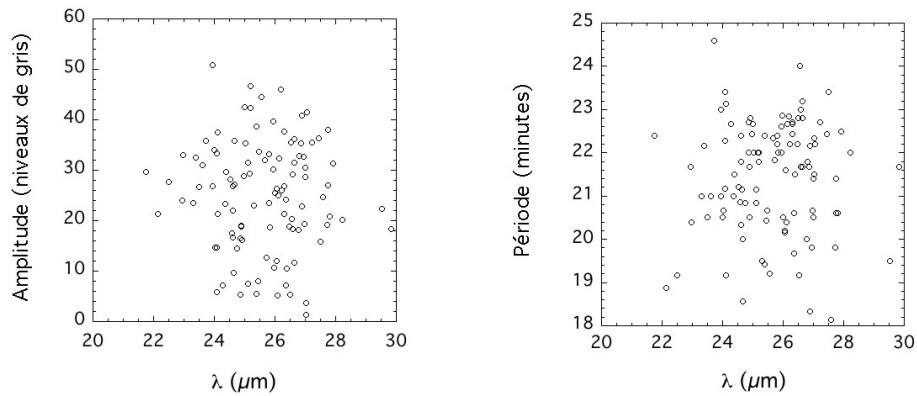 60
50
40
30
20
10
0
Amplitude (niveaux de gris)
20 22 24 26 28 30
λ (µm)
25
24
23
22
21
20
19
18
Période (minutes)
20 22 24 26 28 30
λ (µm)